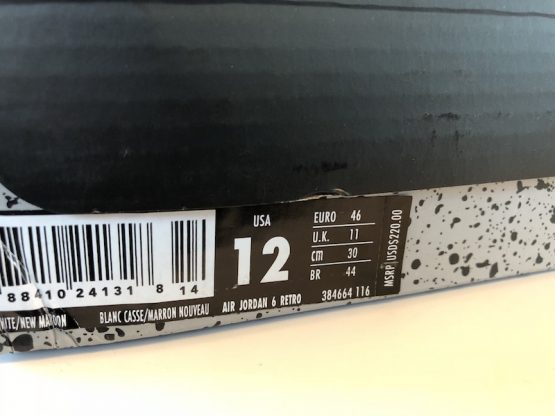 USA
12
EURO 46
U.K. 11
CM 30
BR 44
MSRP USD$220.00
88410 24131 8 14
/NEW MAROON
BLANC CASSE/MARRON NOUVEAU
AIR JORDAN 6 RETRO
384664 116